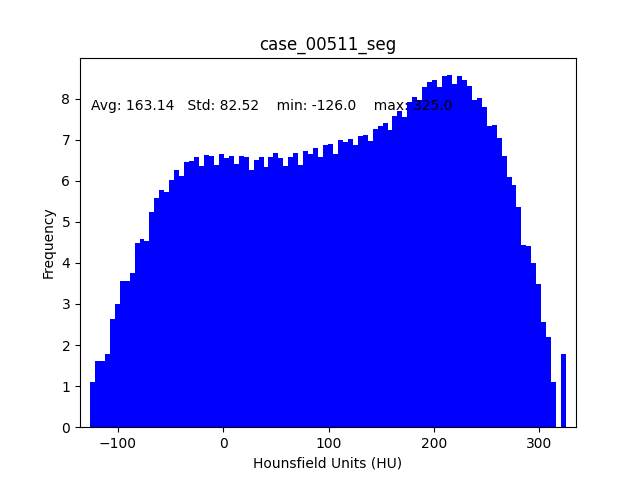 case_00511_seg
Avg: 163.14 Std: 82.52 min: -126.0 max: 325.0
8
7
6
5
4
3
2
1
0
Frequency
−100 0 100 200 300
Hounsfield Units (HU)